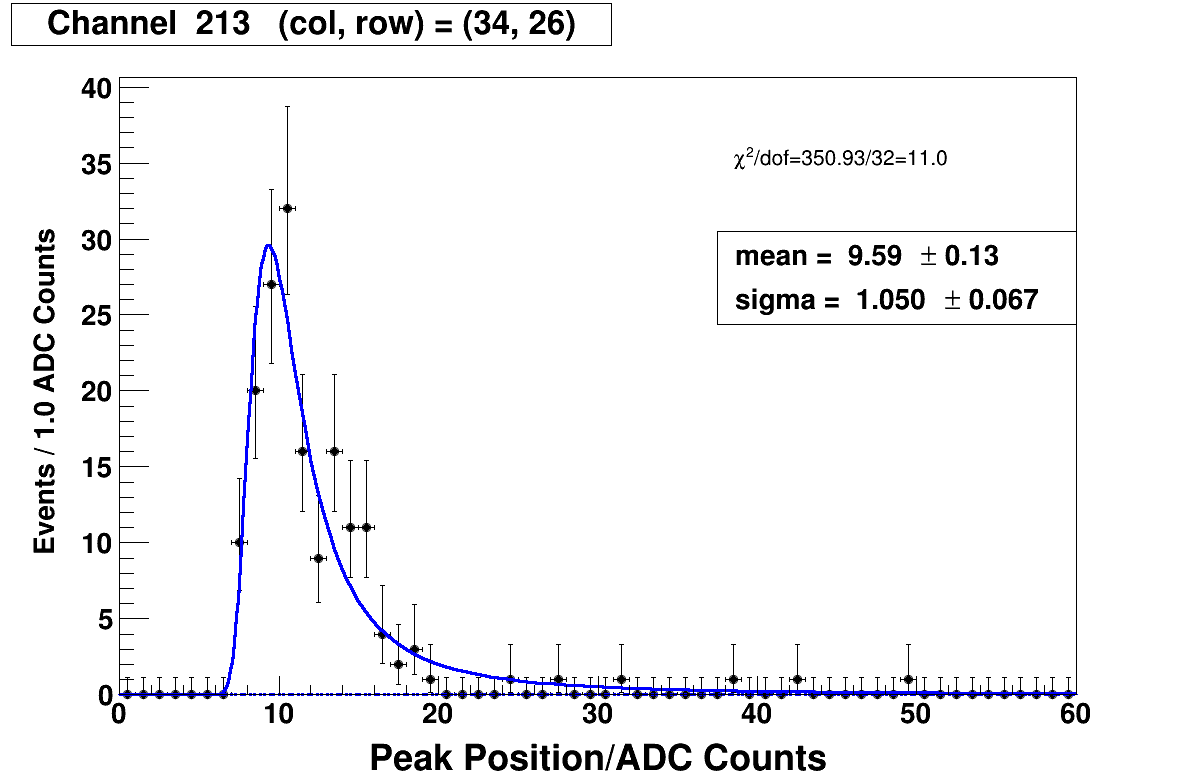 Channel 213 (col, row) = (34, 26)
40
35
30
25
20
15
10
5
0
Events / 1.0 ADC Counts
χ²/dof=350.93/32=11.0
mean = 9.59 ± 0.13
sigma = 1.050 ± 0.067
0 10 20 30 40 50 60
Peak Position/ADC Counts